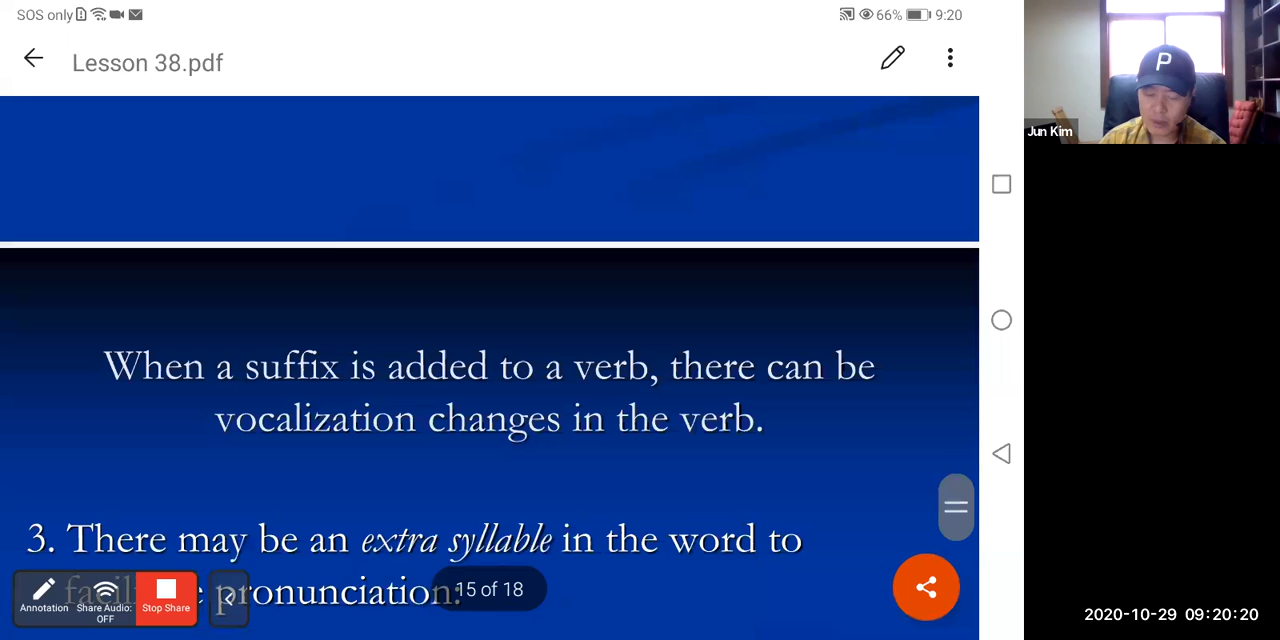 SOS only
66% 9:20
Lesson 38.pdf
P
Jun Kim
When a suffix is added to a verb, there can be
vocalization changes in the verb.
3. There may be an extra syllable in the word to
pronunciation:
15 of 18
Annotation
Share Audio:
OFF
Stop Share
2020-10-29 09:20:20